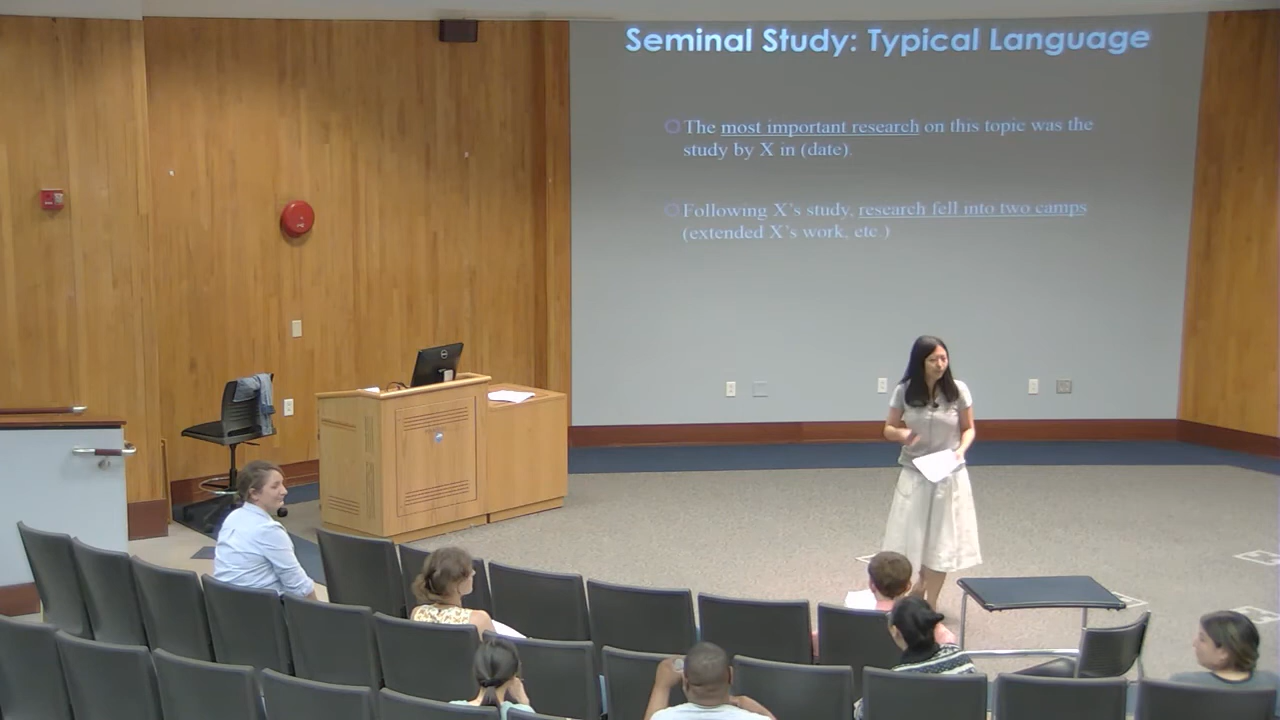 Seminal Study: Typical Language
The most important research on this topic was the
study by X in (date).
Following X's study, research fell into two camps
(extended X's work, etc.)